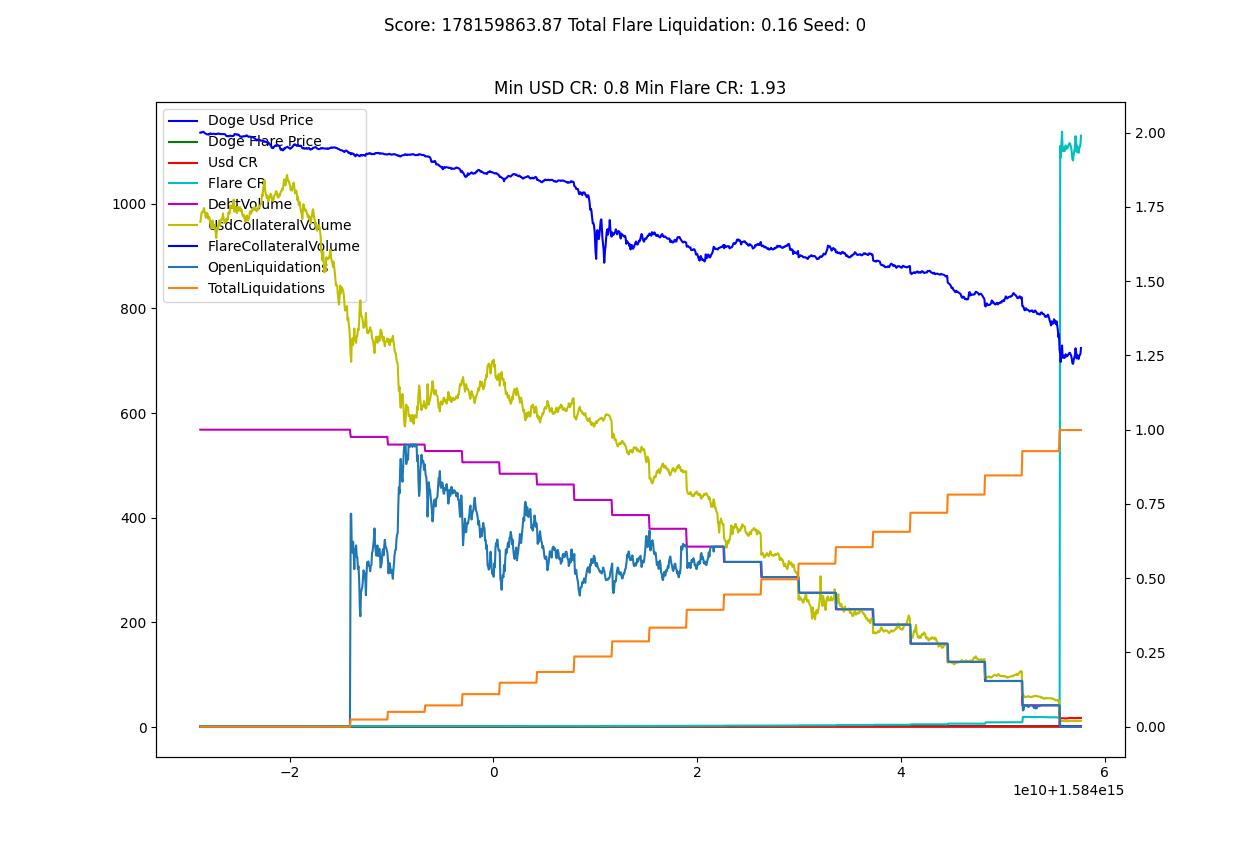 Score: 178159863.87 Total Flare Liquidation: 0.16 Seed: 0
Min USD CR: 0.8 Min Flare CR: 1.93
Doge Usd Price
Doge Flare Price
Usd CR
Flare CR
DebtVolume
UsdCollateralVolume
FlareCollateralVolume
OpenLiquidations
TotalLiquidations
1000
800
600
400
200
0
2.00
1.75
1.50
1.25
1.00
0.75
0.50
0.25
0.00
−2
0
2
4
6
1e10+1.584e15